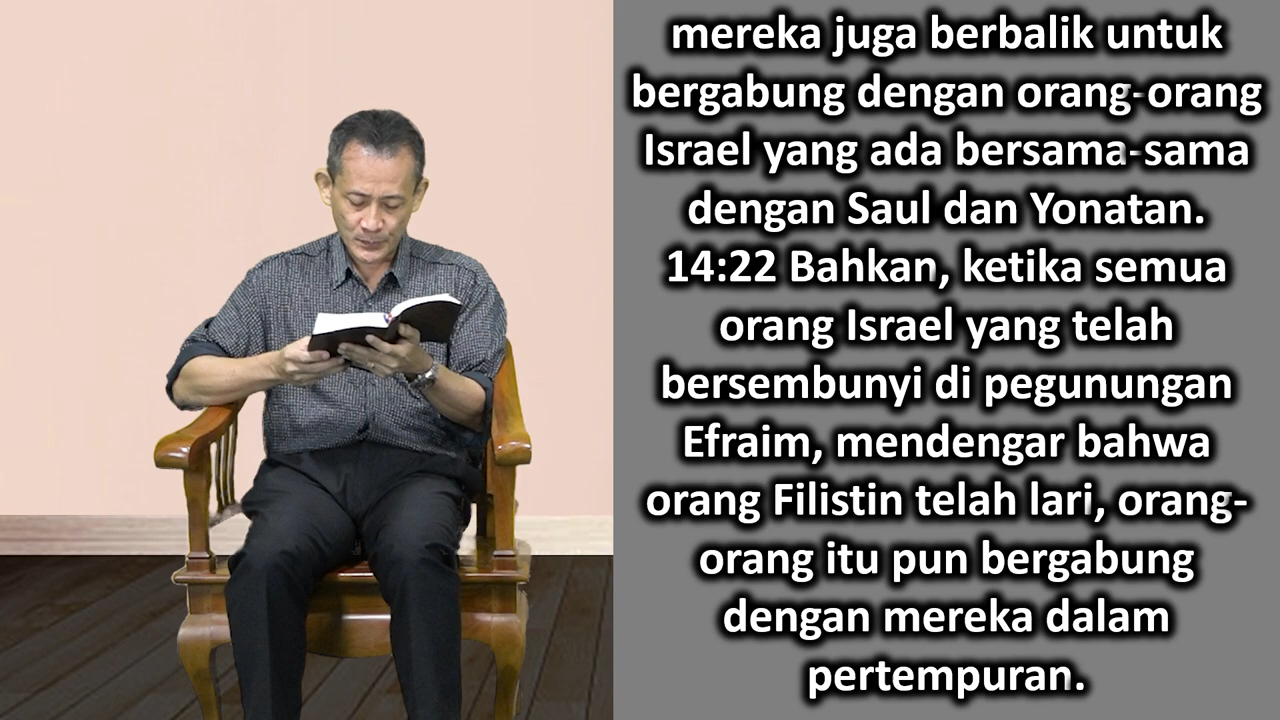 mereka juga berbalik untuk
bergabung dengan orang-orang
Israel yang ada bersama-sama
dengan Saul dan Yonatan.
14:22 Bahkan, ketika semua
orang Israel yang telah
bersembunyi di pegunungan
Efraim, mendengar bahwa
orang Filistin telah lari, orang-
orang itu pun bergabung
dengan mereka dalam
pertempuran.